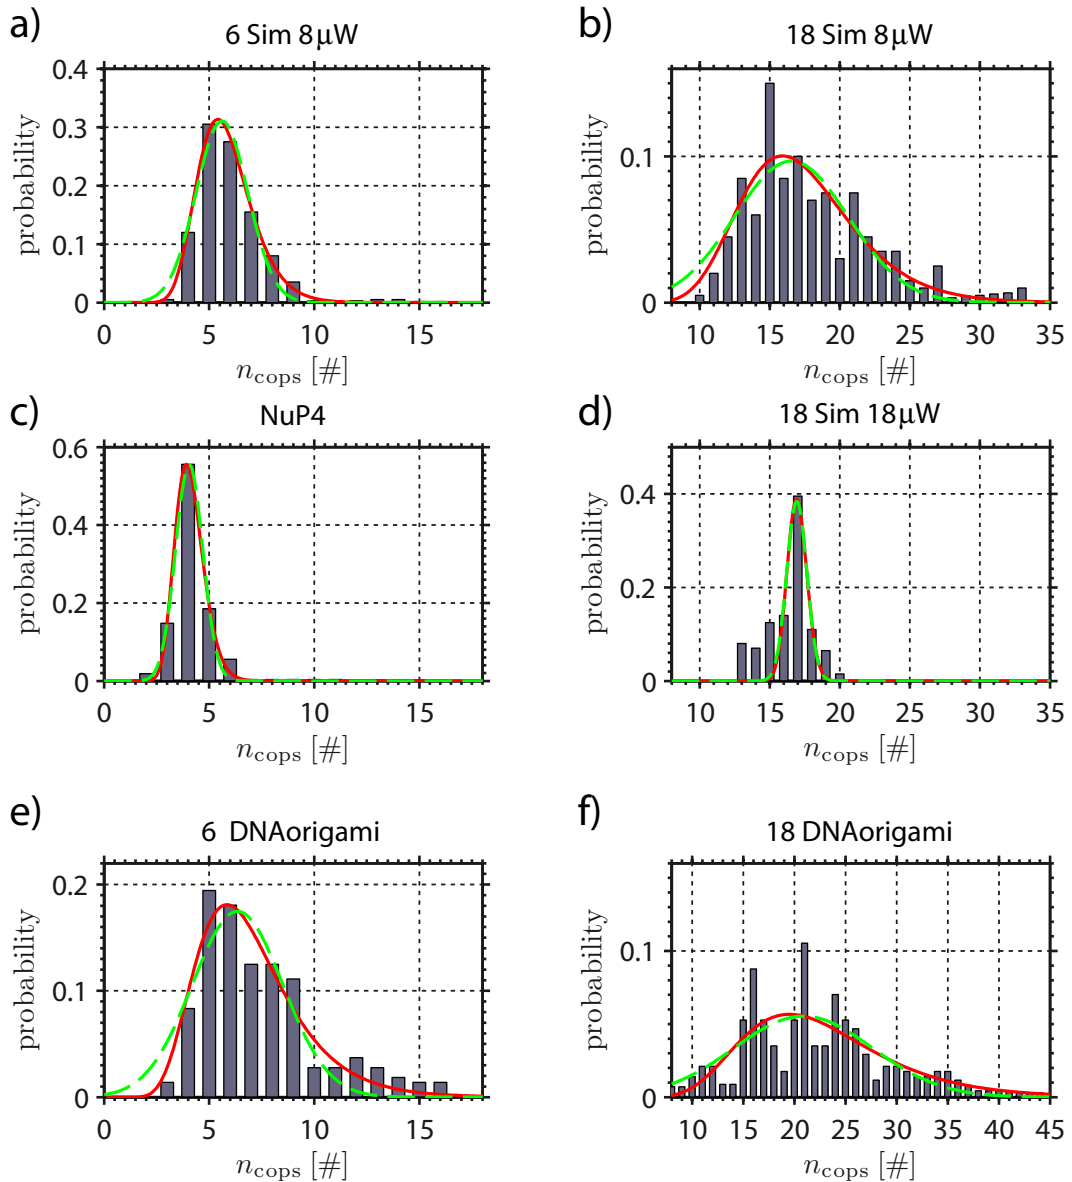 a)
6 Sim 8μW
0.4
0.3
0.2
0.1
0
probability
5
10
15
n_cops [#]
b)
18 Sim 8μW
0.1
0
probability
10
15
20
25
30
35
n_cops [#]
c)
NuP4
0.6
0.4
0.2
0
probability
5
10
15
n_cops [#]
d)
18 Sim 18μW
0.4
0.2
0
probability
10
15
20
25
30
35
n_cops [#]
e)
6 DNAorigami
0.2
0.1
0
probability
5
10
15
n_cops [#]
f)
18 DNAorigami
0.1
0
probability
10
15
20
25
30
35
40
45
n_cops [#]